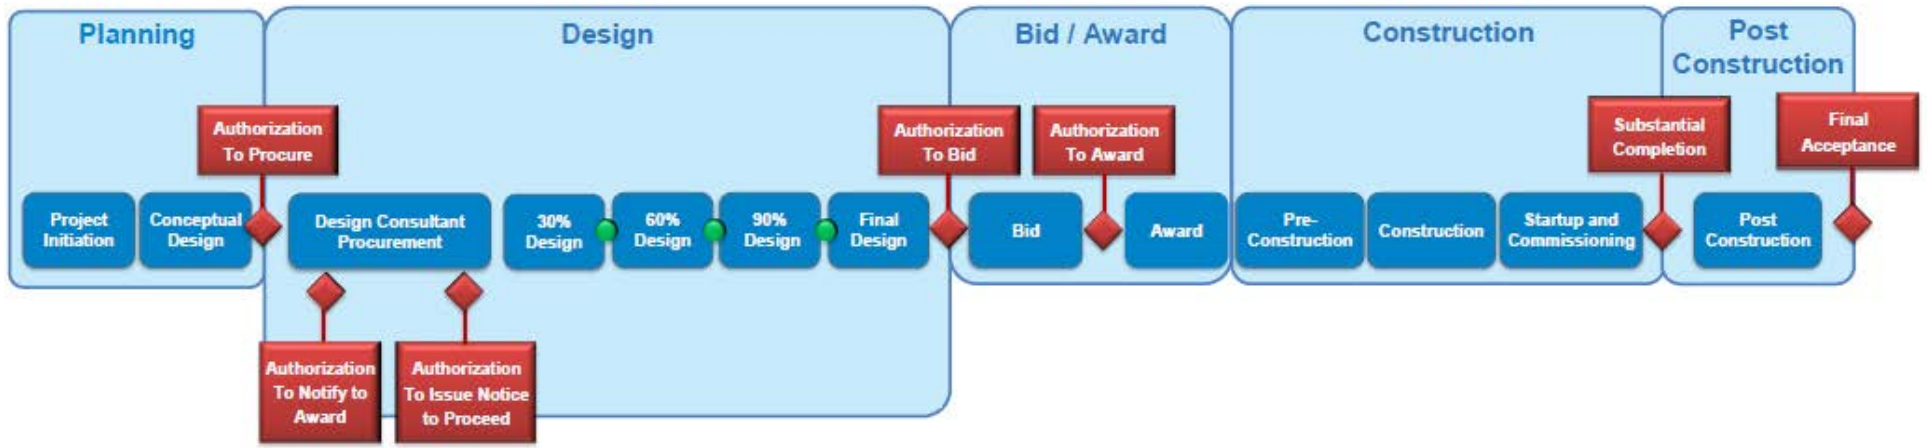 Planning
Design
Bid / Award
Construction
Post
Construction
Authorization
To Procure
Authorization
To Bid
Authorization
To Award
Substantial
Completion
Final
Acceptance
Project
Initiation
Conceptual
Design
Design Consultant
Procurement
30%
Design
60%
Design
90%
Design
Final
Design
Bid
Award
Pre-
Construction
Construction
Startup and
Commissioning
Post
Construction
Authorization
To Notify to
Award
Authorization
To Issue Notice
to Proceed